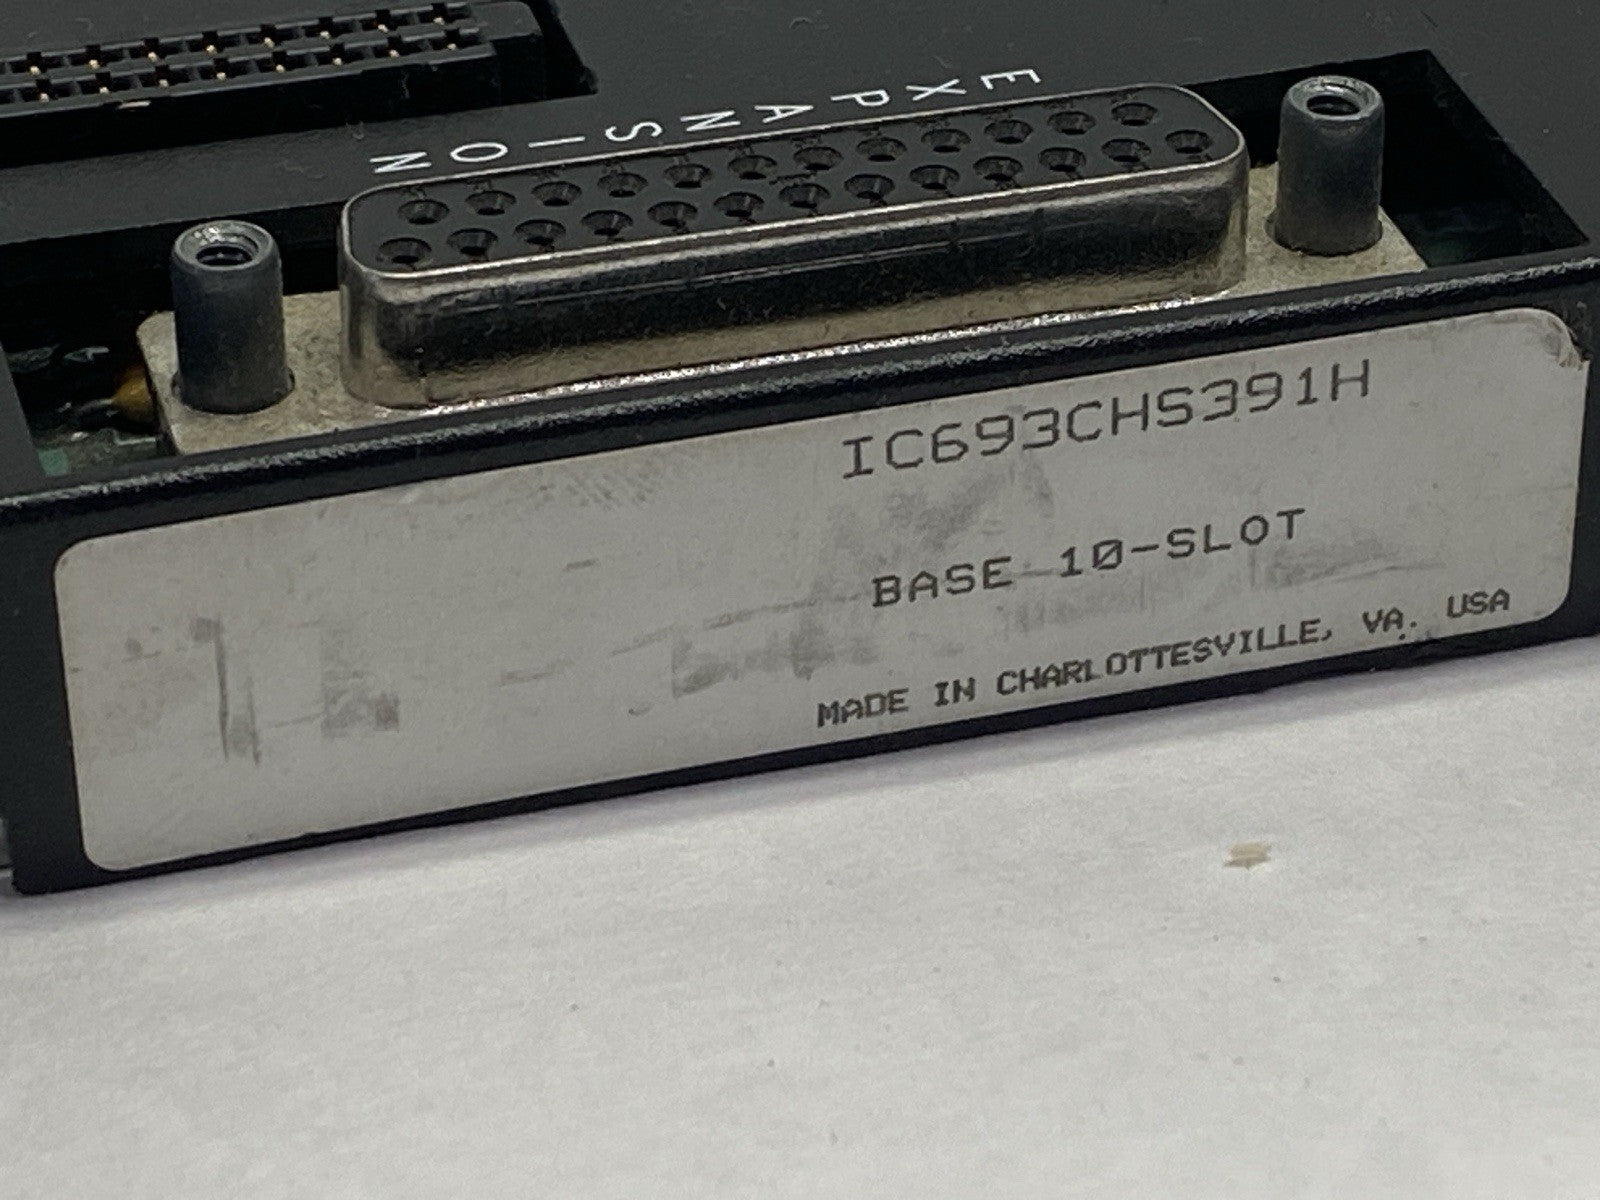 EXPANSION
IC693CHS391H
BASE 10-SLOT
MADE IN CHARLOTTESVILLE, VA. USA